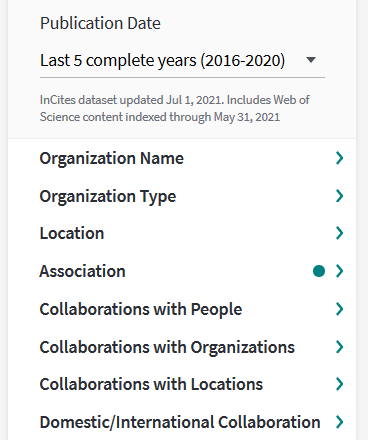 Publication Date
Last 5 complete years (2016-2020)
InCites dataset updated Jul 1, 2021. Includes Web of
Science content indexed through May 31, 2021
Organization Name
Organization Type
Location
Association
Collaborations with People
Collaborations with Organizations
Collaborations with Locations
Domestic/International Collaboration